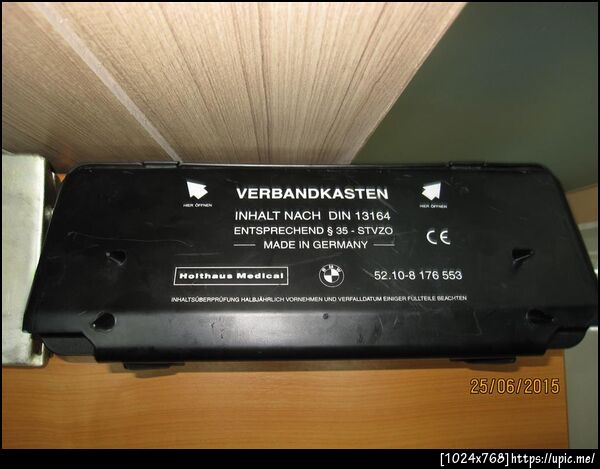 VERBANDKASTEN
HIER ÖFFNEN
HIER ÖFFNEN
INHALT NACH DIN 13164
ENTSPRECHEND § 35 - STVZO
MADE IN GERMANY
CE
Holthaus Medical
BMW
52.10-8 176 553
INHALTSÜBERPRÜFUNG HALBJÄHRLICH VORNEHMEN UND VERFALLDATUM EINIGER FÜLLTEILE BEACHTEN
25/06/2015
[1024x768]https://upic.me/